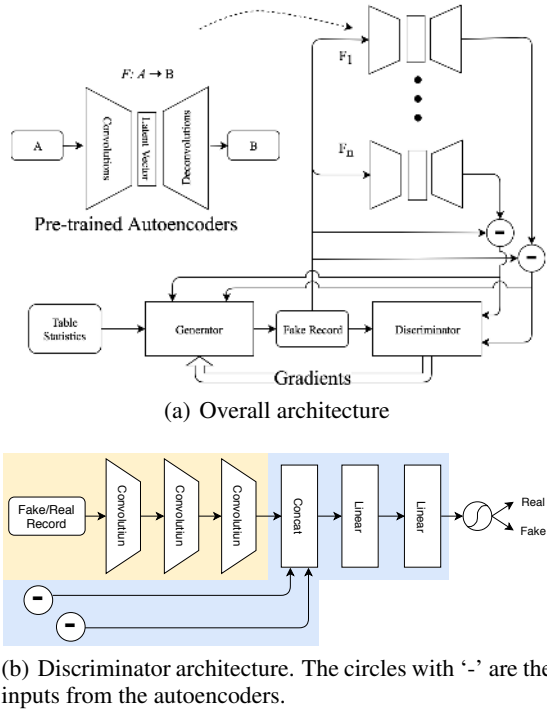 F: A → B
A
Convolutions
Latent Vector
Deconvolutions
B
Pre-trained Autoencoders
F1
Fn
-
-
Table
Statistics
Generator
Fake Record
Discriminator
Gradients
(a) Overall architecture
Fake/Real
Record
Convolution
Convolution
Convolution
Concat
Linear
Linear
Real
Fake
-
-
(b) Discriminator architecture. The circles with ‘-’ are the
inputs from the autoencoders.